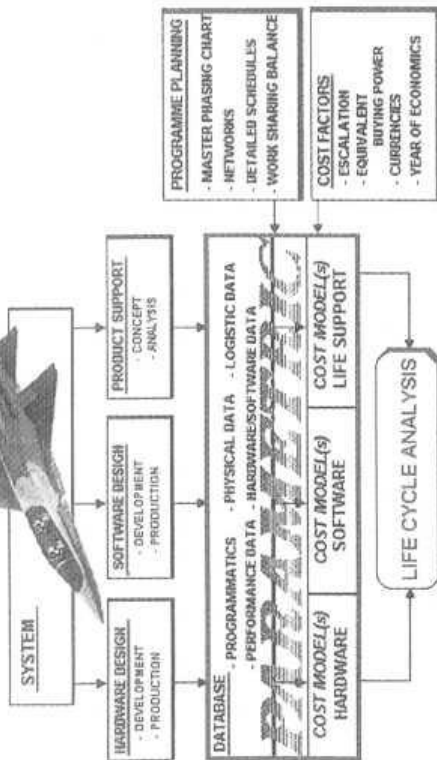 SYSTEM
HARDWARE DESIGN
- DEVELOPMENT
- PRODUCTION
SOFTWARE DESIGN
- DEVELOPMENT
- PRODUCTION
PRODUCT SUPPORT
- CONCEPT
- ANALYSIS
PROGRAMME PLANNING
- MASTER PHASING CHART
- NETWORKS
- DETAILED SCHEDULES
- WORK SHARING BALANCE
DATABASE
- PROGRAMMATICS - PHYSICAL DATA - LOGISTIC DATA
- PERFORMANCE DATA - HARDWARE/SOFTWARE DATA
COST FACTORS
- ESCALATION
- EQUIVALENT
BUYING POWER
- CURRENCIES
- YEAR OF ECONOMICS
COST MODEL(s)
HARDWARE
COST MODEL(s)
SOFTWARE
COST MODEL(s)
LIFE SUPPORT
LIFE CYCLE ANALYSIS